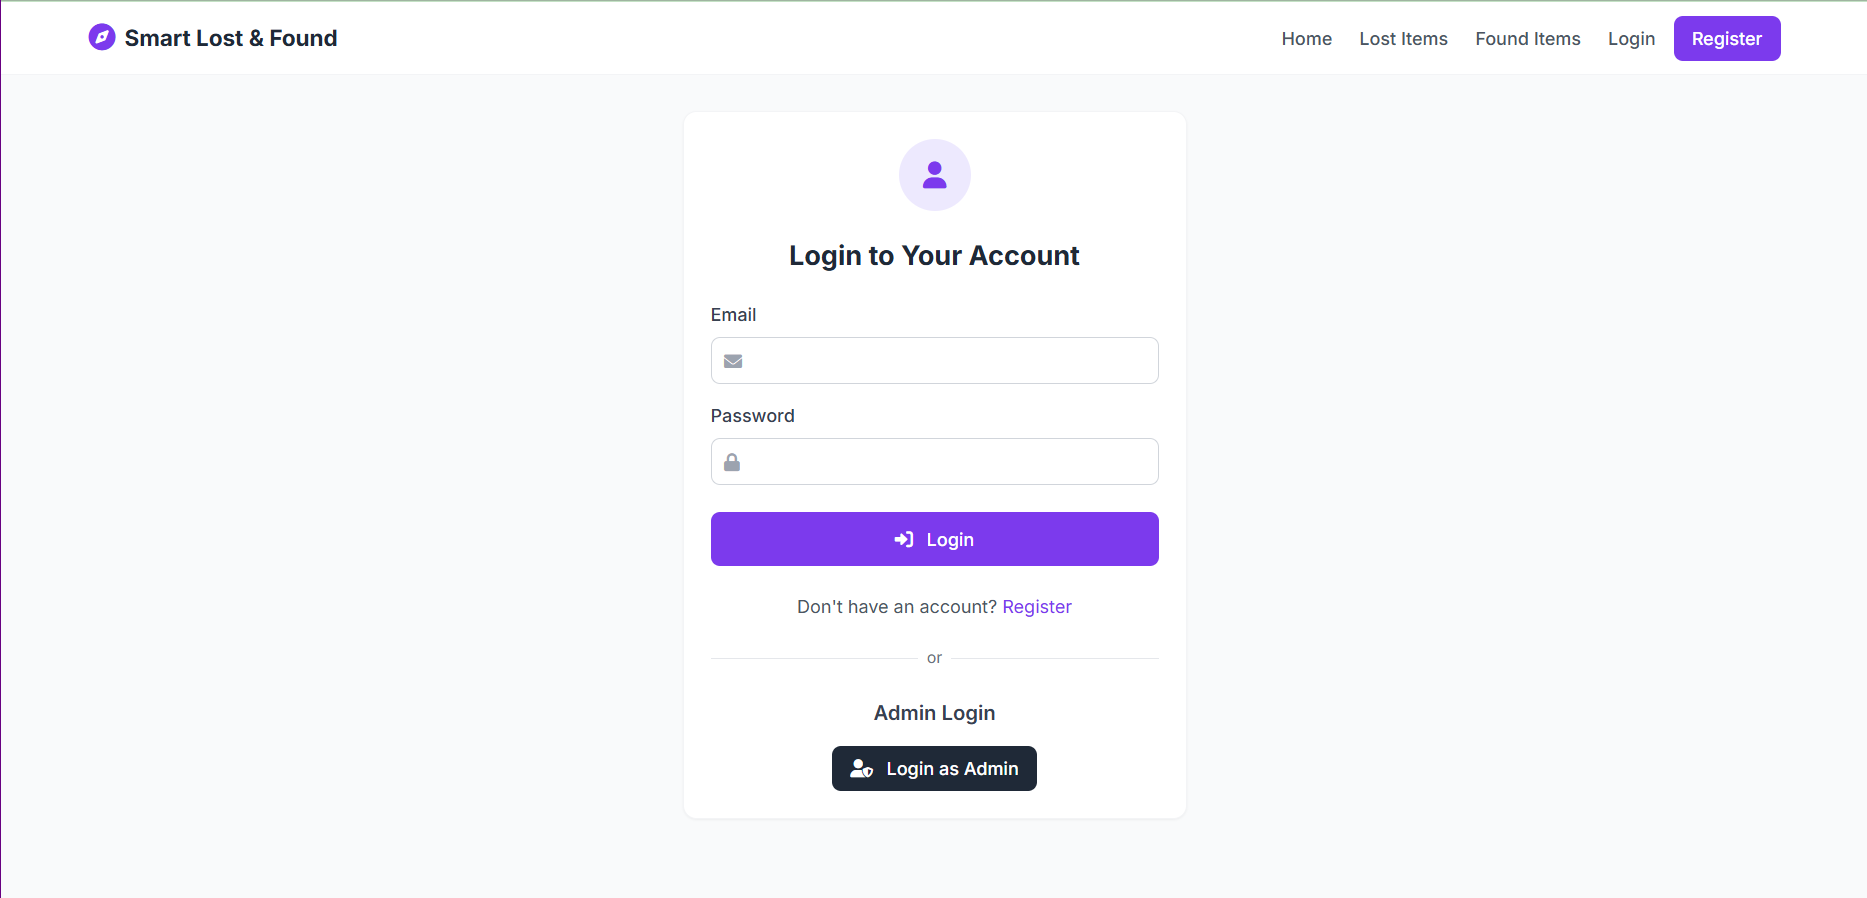 Smart Lost & Found
Home Lost Items Found Items Login Register
Login to Your Account
Email
Password
Login
Don't have an account? Register
or
Admin Login
Login as Admin